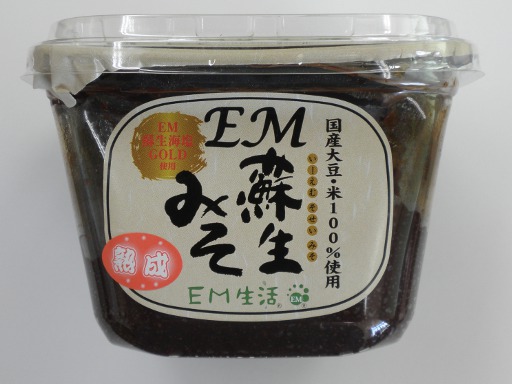 国産大豆・米100%使用
EM
蘇生
みそ
いーえむ そせい みそ
EM
蘇生海塩
GOLD
使用
熟成
EM生活
EM